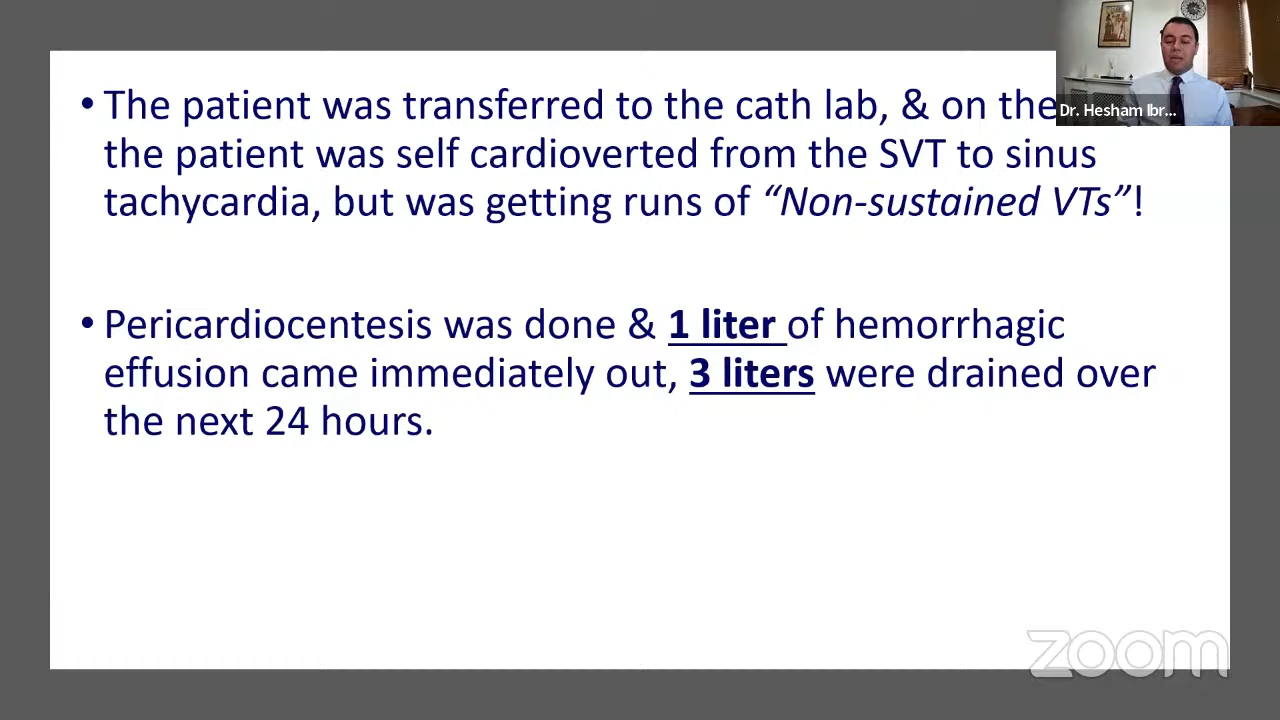 • The patient was transferred to the cath lab, & on the
the patient was self cardioverted from the SVT to sinus
tachycardia, but was getting runs of “Non-sustained VTs”!
• Pericardiocentesis was done & 1 liter of hemorrhagic
effusion came immediately out, 3 liters were drained over
the next 24 hours.
Dr. Hesham Ibr...
zoom